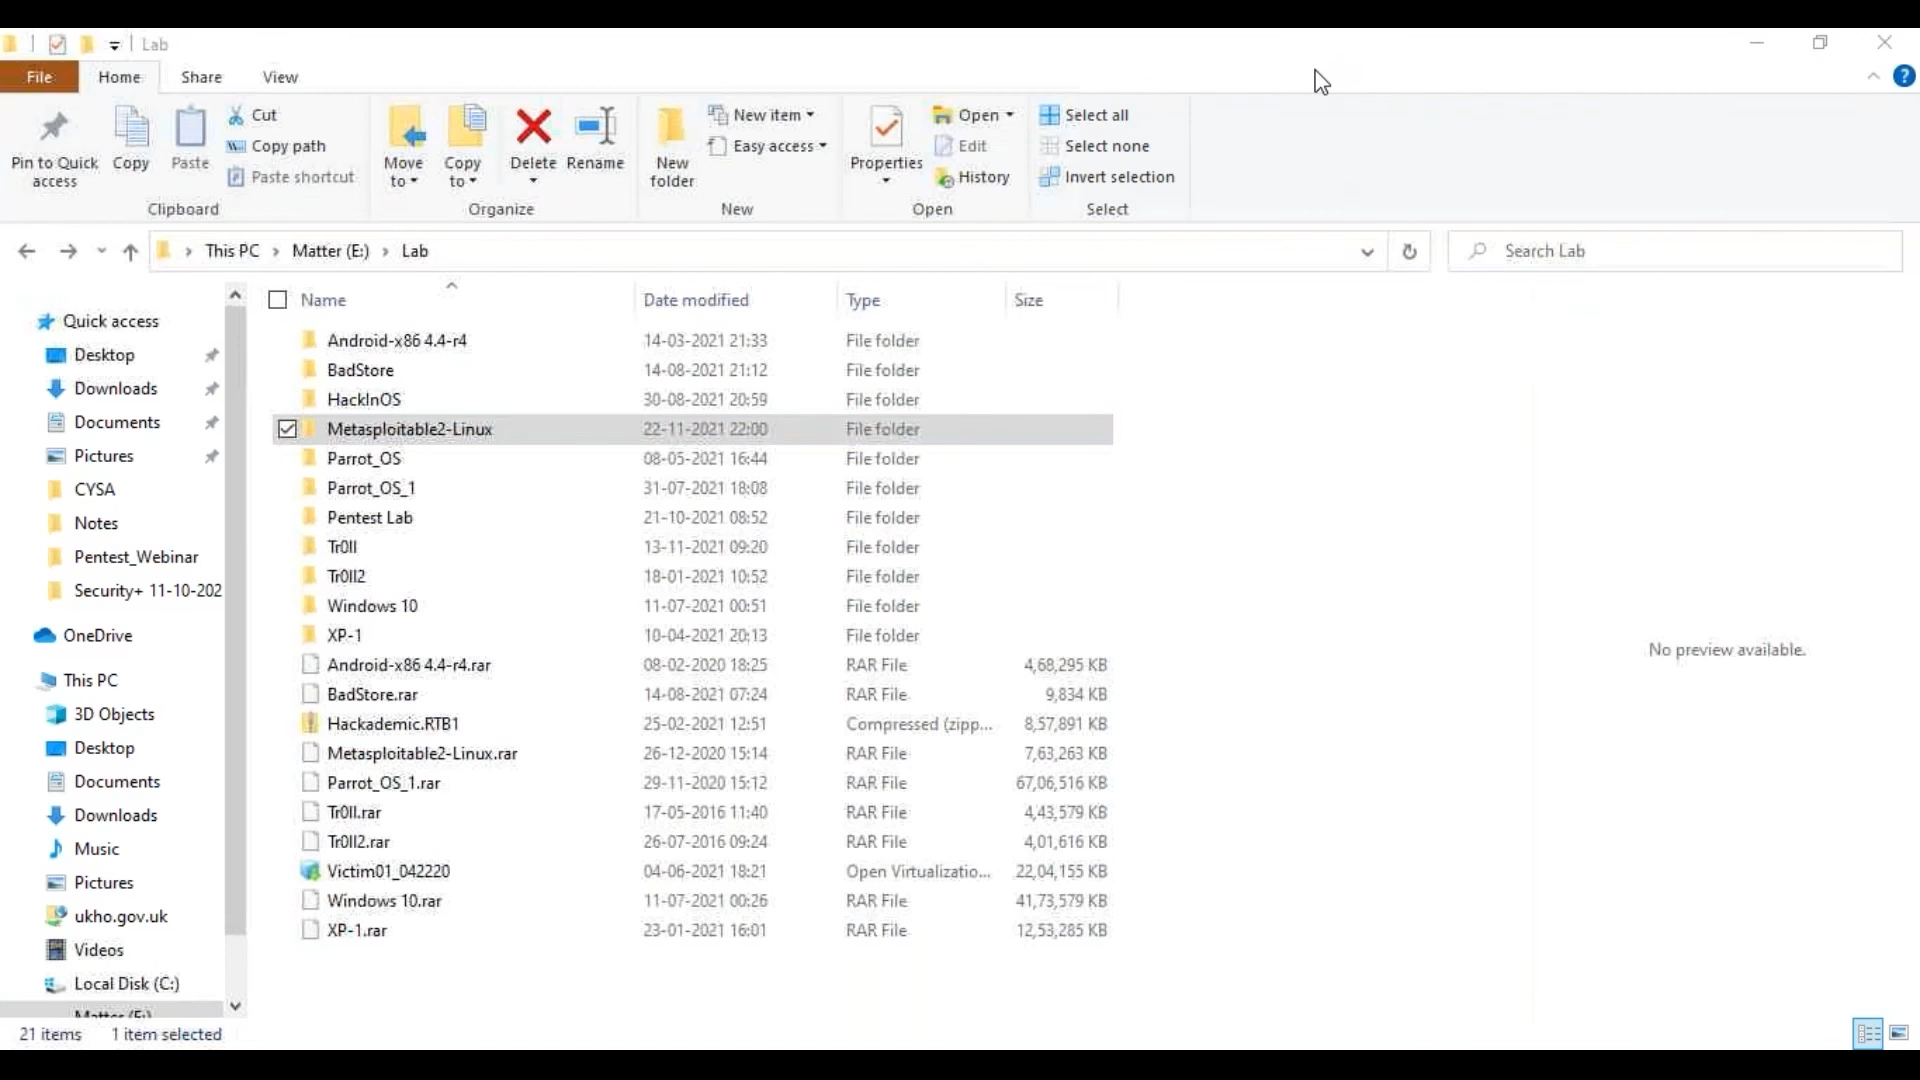 Lab
File Home Share View
Pin to Quick access
Copy
Paste
Cut
Copy path
Paste shortcut
Clipboard
Move to
Copy to
Delete
Rename
Organize
New folder
New item
Easy access
New
Properties
Open
Edit
History
Open
Select all
Select none
Invert selection
Select
This PC > Matter (E:) > Lab
Search Lab
Quick access
Desktop
Downloads
Documents
Pictures
CYSA
Notes
Pentest_Webinar
Security+ 11-10-202
OneDrive
This PC
3D Objects
Desktop
Documents
Downloads
Music
Pictures
ukho.gov.uk
Videos
Local Disk (C:)
Matter (E:)
Name Date modified Type Size
Android-x86 4.4-r4 14-03-2021 21:33 File folder
BadStore 14-08-2021 21:12 File folder
HackInOS 30-08-2021 20:59 File folder
Metasploitable2-Linux 22-11-2021 22:00 File folder
Parrot_OS 08-05-2021 16:44 File folder
Parrot_OS_1 31-07-2021 18:08 File folder
Pentest Lab 21-10-2021 08:52 File folder
Tr0ll 13-11-2021 09:20 File folder
Tr0ll2 18-01-2021 10:52 File folder
Windows 10 11-07-2021 00:51 File folder
XP-1 10-04-2021 20:13 File folder
Android-x86 4.4-r4.rar 08-02-2020 18:25 RAR File 4,68,295 KB
BadStore.rar 14-08-2021 07:24 RAR File 9,834 KB
Hackademic.RTB1 25-02-2021 12:51 Compressed (zipp... 8,57,891 KB
Metasploitable2-Linux.rar 26-12-2020 15:14 RAR File 7,63,263 KB
Parrot_OS_1.rar 29-11-2020 15:12 RAR File 67,06,516 KB
Tr0ll.rar 17-05-2016 11:40 RAR File 4,43,579 KB
Tr0ll2.rar 26-07-2016 09:24 RAR File 4,01,616 KB
Victim01_042220 04-06-2021 18:21 Open Virtualizatio... 22,04,155 KB
Windows 10.rar 11-07-2021 00:26 RAR File 41,73,579 KB
XP-1.rar 23-01-2021 16:01 RAR File 12,53,285 KB
No preview available.
21 items 1 item selected